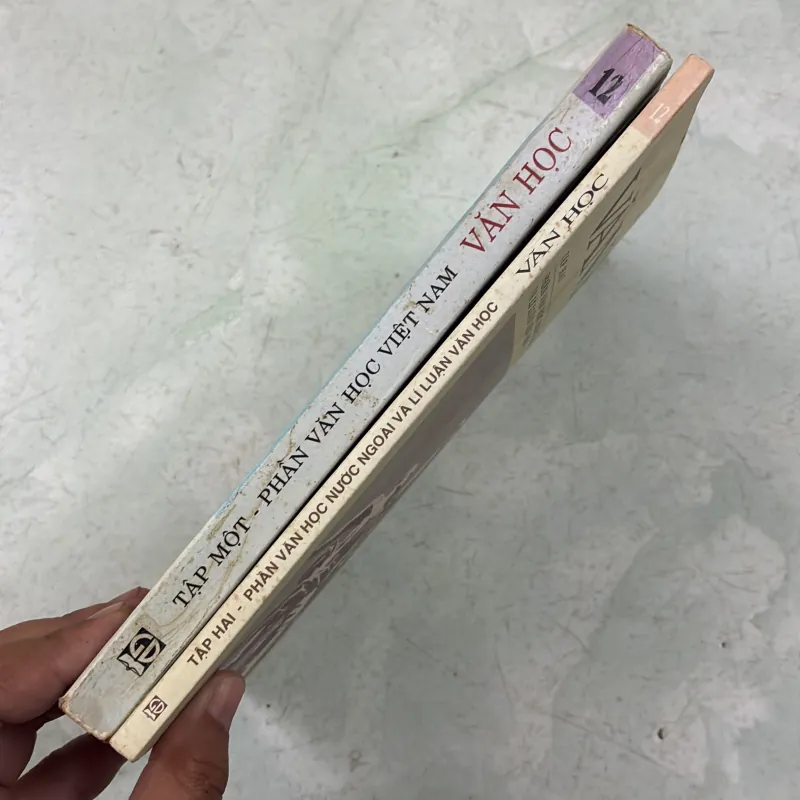 TẬP MỘT - PHẦN VĂN HỌC VIỆT NAM VĂN HỌC 12
TẬP HAI - PHẦN VĂN HỌC NƯỚC NGOÀI VÀ LÍ LUẬN VĂN HỌC VĂN HỌC 12